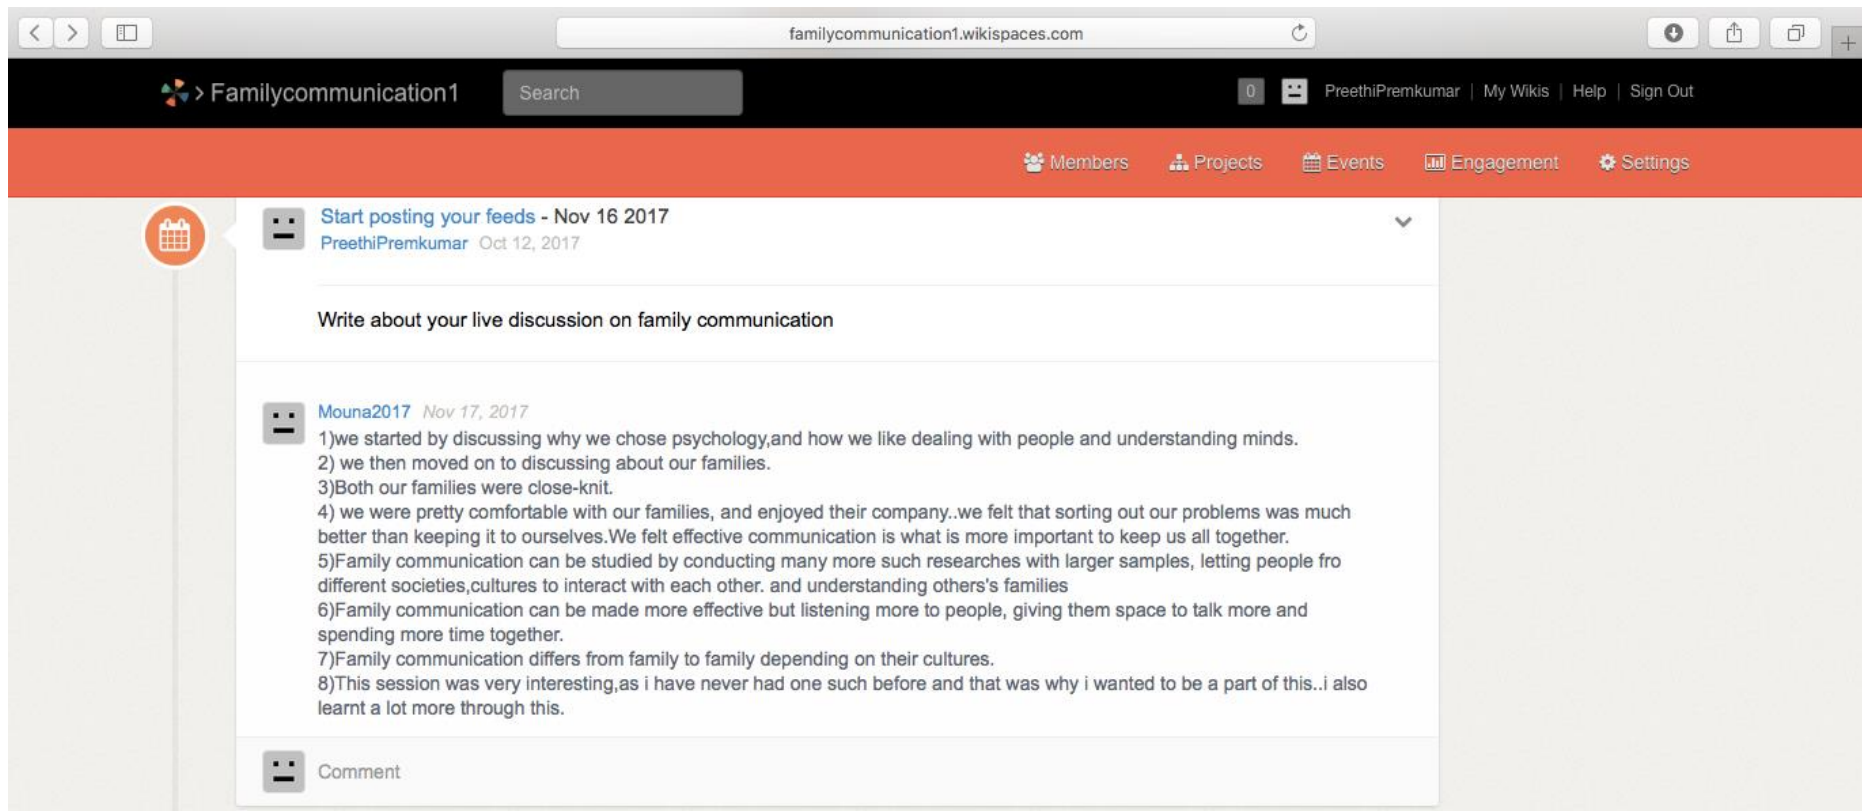 familycommunication1.wikispaces.com
> Familycommunication1
Search
0
PreethiPremkumar | My Wikis | Help | Sign Out
Members
Projects
Events
Engagement
Settings
Start posting your feeds - Nov 16 2017
PreethiPremkumar Oct 12, 2017
Write about your live discussion on family communication
Mouna2017 Nov 17, 2017
1)we started by discussing why we chose psychology,and how we like dealing with people and understanding minds.
2) we then moved on to discussing about our families.
3)Both our families were close-knit.
4) we were pretty comfortable with our families, and enjoyed their company..we felt that sorting out our problems was much
better than keeping it to ourselves.We felt effective communication is what is more important to keep us all together.
5)Family communication can be studied by conducting many more such researches with larger samples, letting people fro
different societies,cultures to interact with each other. and understanding others's families
6)Family communication can be made more effective but listening more to people, giving them space to talk more and
spending more time together.
7)Family communication differs from family to family depending on their cultures.
8)This session was very interesting,as i have never had one such before and that was why i wanted to be a part of this..i also
learnt a lot more through this.
Comment